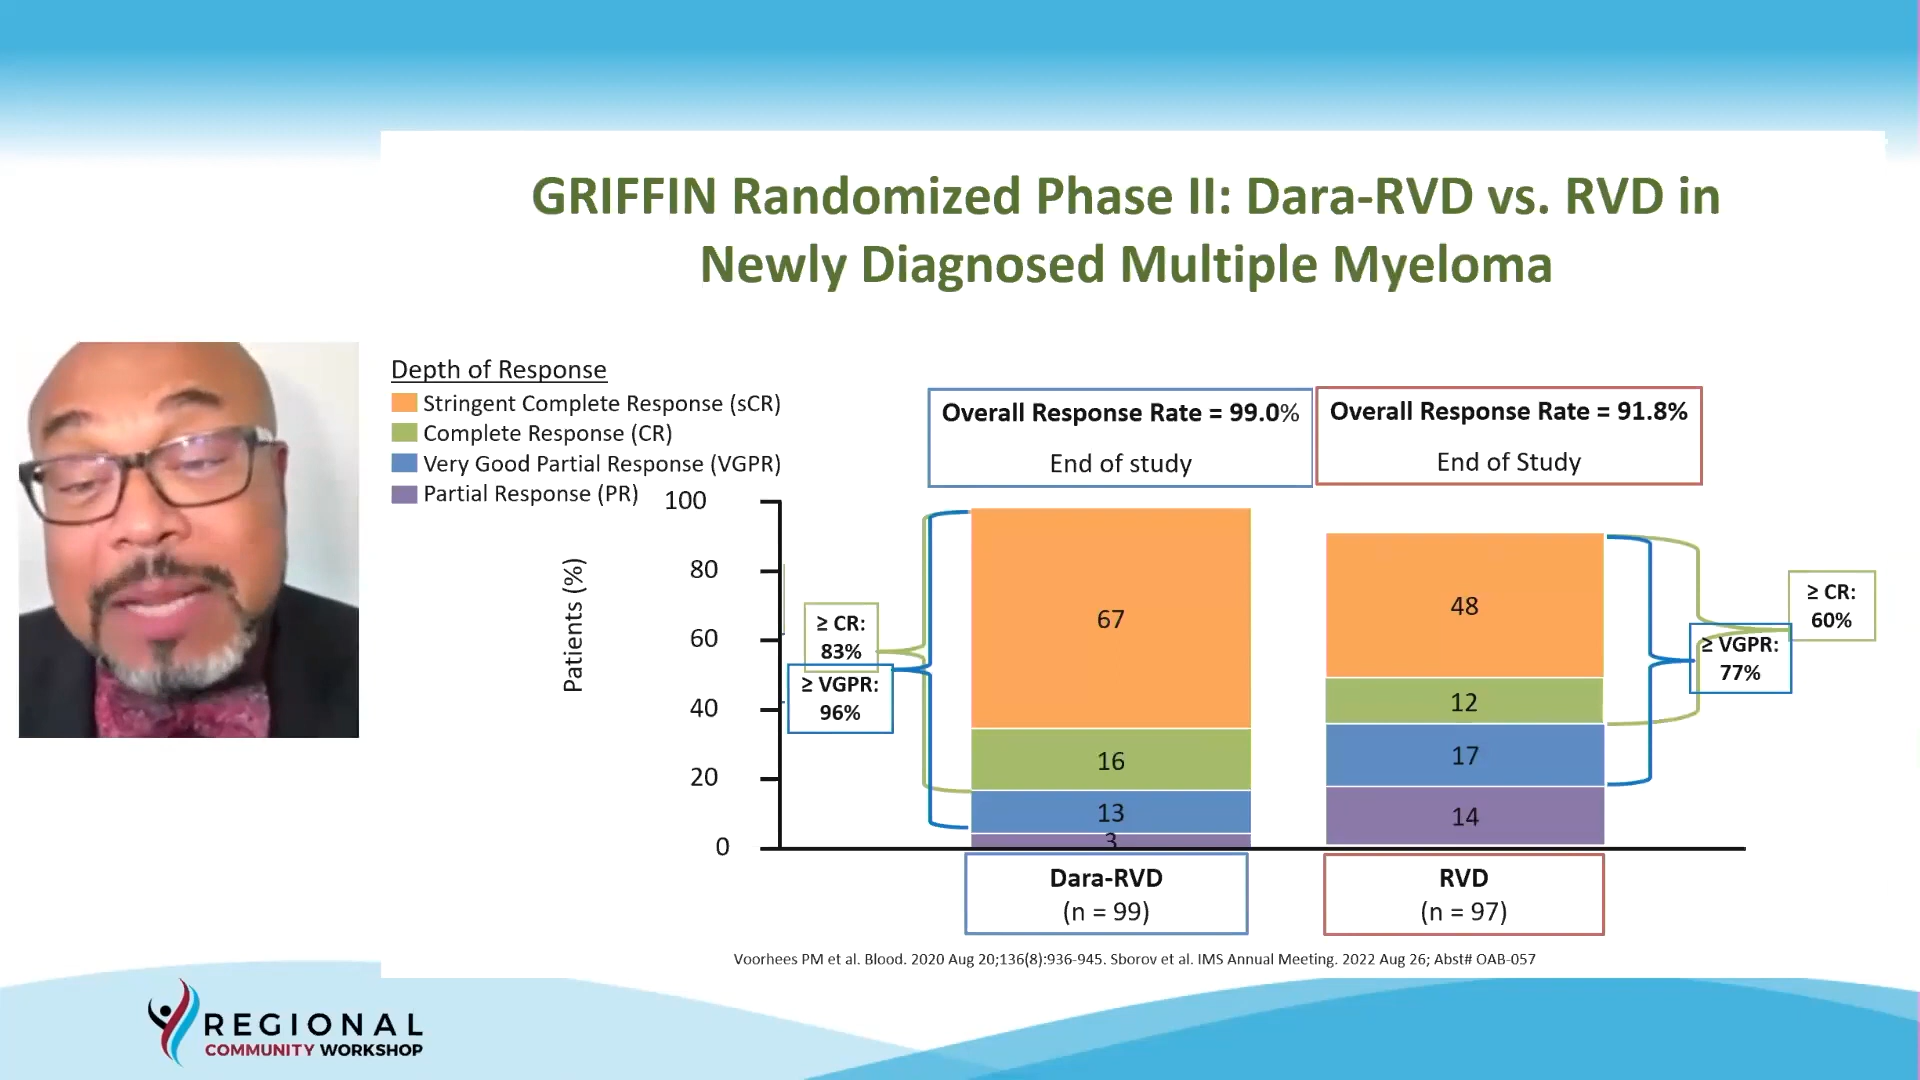 GRIFFIN Randomized Phase II: Dara-RVD vs. RVD in
Newly Diagnosed Multiple Myeloma
Depth of Response
Stringent Complete Response (sCR)
Complete Response (CR)
Very Good Partial Response (VGPR)
Partial Response (PR)
Overall Response Rate = 99.0%
End of study
Overall Response Rate = 91.8%
End of Study
Patients (%)
100
80
60
40
20
0
≥ CR:
83%
≥ VGPR:
96%
67
16
13
3
48
12
17
14
≥ CR:
60%
≥ VGPR:
77%
Dara-RVD
(n = 99)
RVD
(n = 97)
Voorhees PM et al. Blood. 2020 Aug 20;136(8):936-945. Sborov et al. IMS Annual Meeting. 2022 Aug 26; Abst# OAB-057
REGIONAL
COMMUNITY WORKSHOP